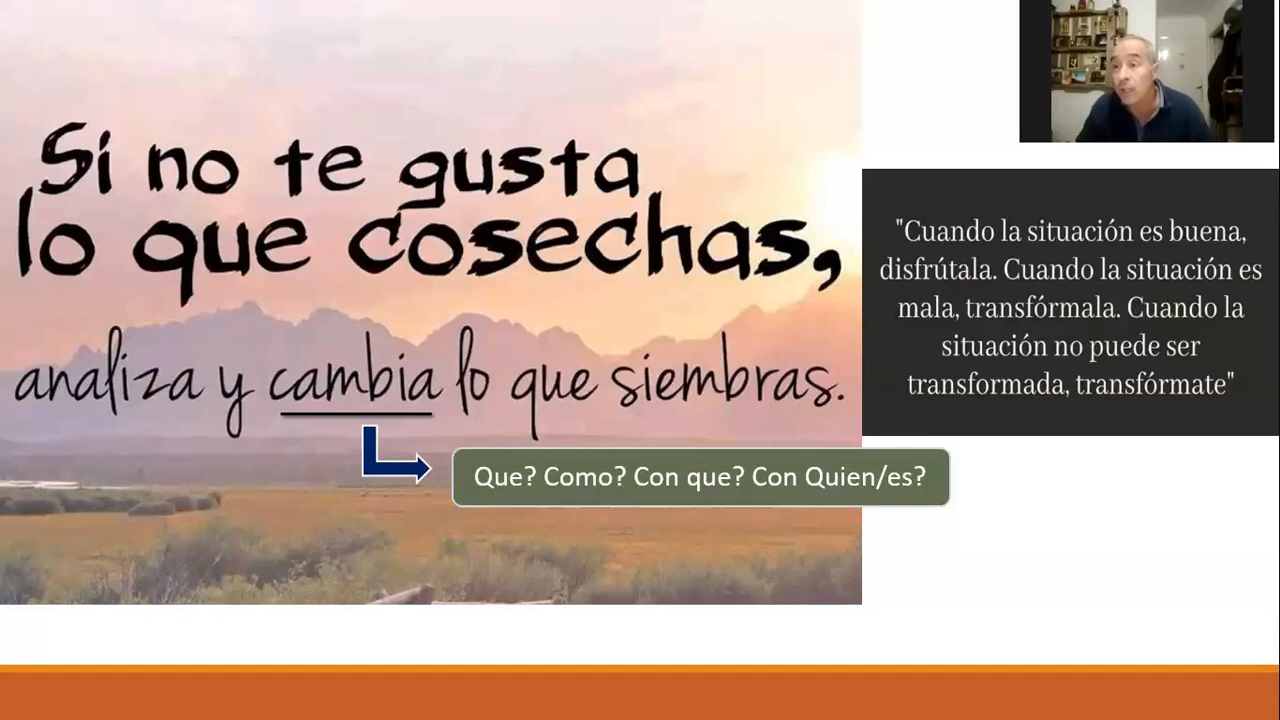 Si no te gusta
lo que cosechas,
analiza y cambia lo que siembras.
Que? Como? Con que? Con Quien/es?
"Cuando la situación es buena,
disfrútala. Cuando la situación es
mala, transfórmala. Cuando la
situación no puede ser
transformada, transfórmate"